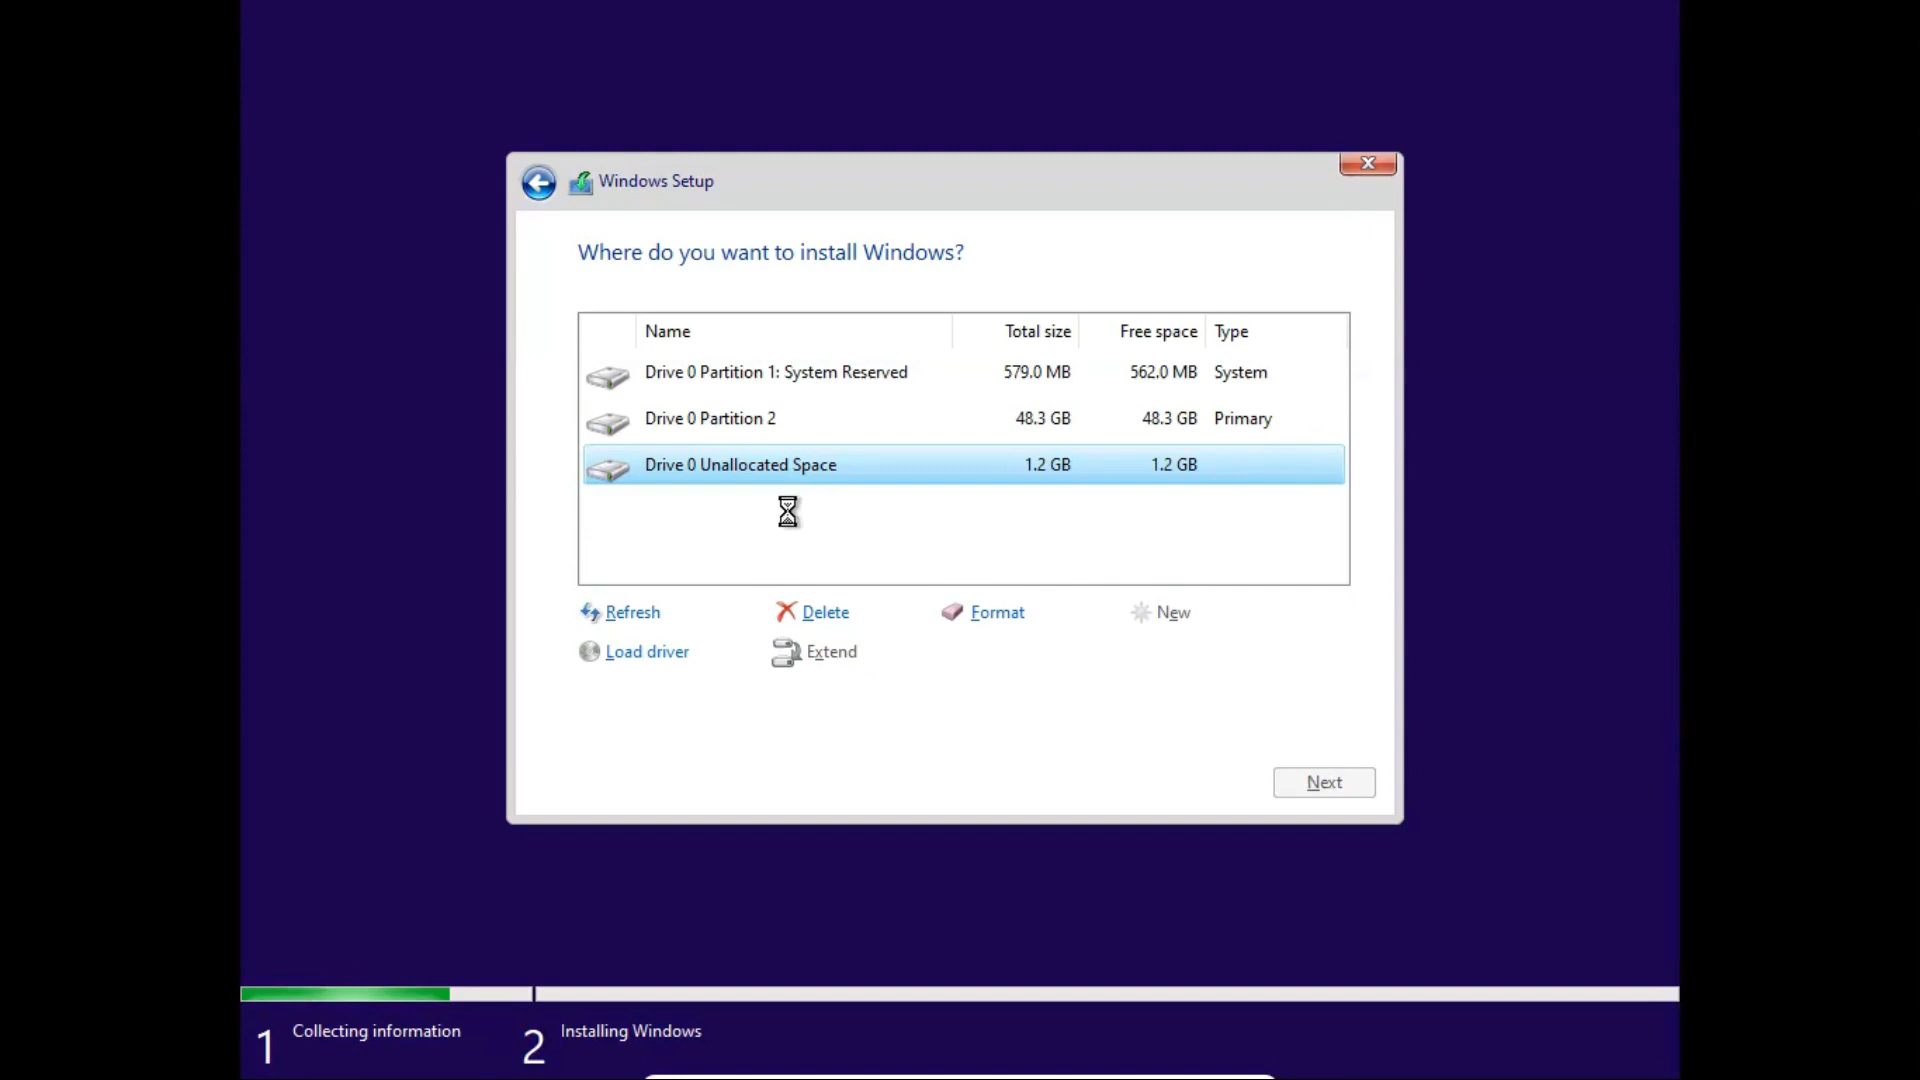 Windows Setup
Where do you want to install Windows?
Name Total size Free space Type
Drive 0 Partition 1: System Reserved 579.0 MB 562.0 MB System
Drive 0 Partition 2 48.3 GB 48.3 GB Primary
Drive 0 Unallocated Space 1.2 GB 1.2 GB
Refresh Delete Format New
Load driver Extend
Next
1 Collecting information 2 Installing Windows